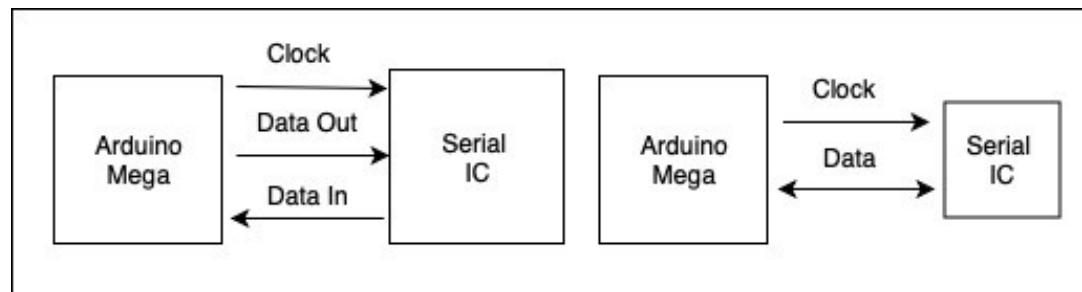 Clock
Arduino
Mega
Data Out
Data In
Serial
IC
Arduino
Mega
Clock
Data
Serial
IC